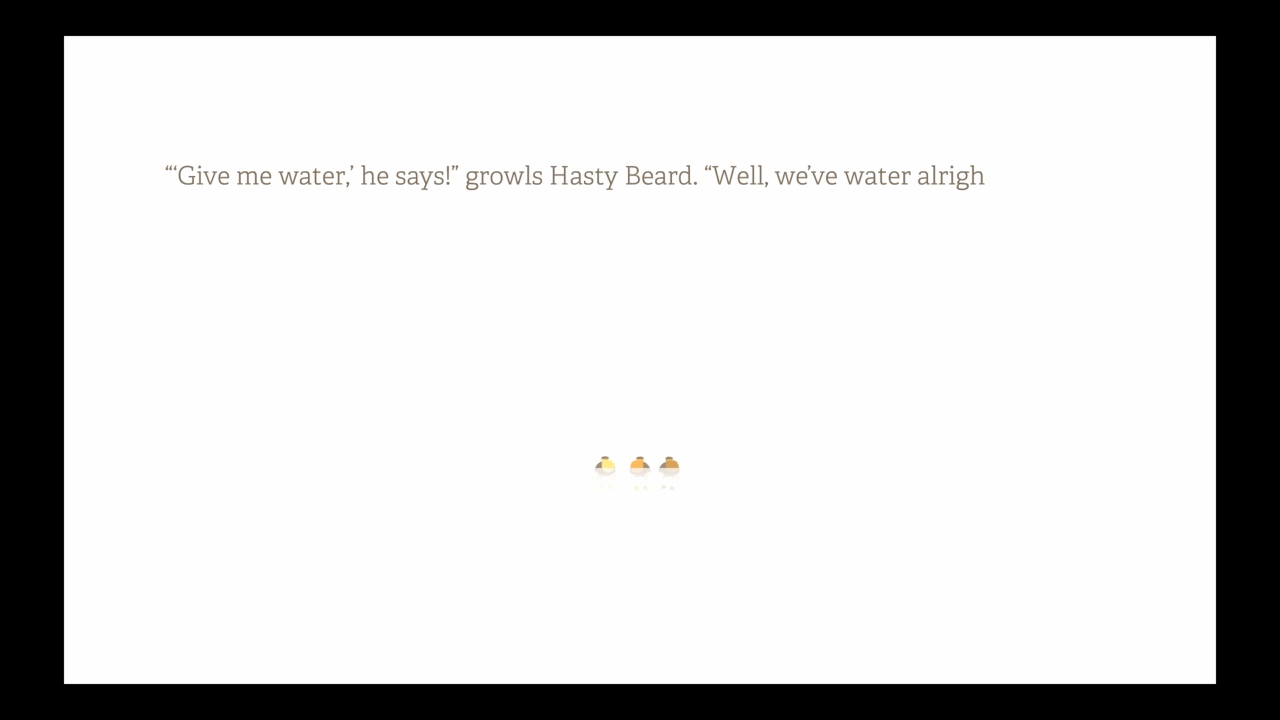 “‘Give me water,’ he says!” growls Hasty Beard. “Well, we’ve water alrigh